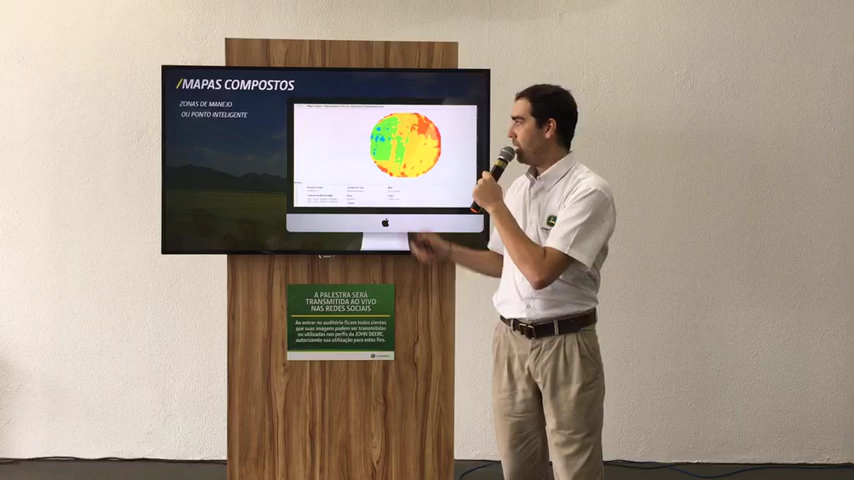 /MAPAS COMPOSTOS
ZONAS DE MANEJO
OU PONTO INTELIGENTE
A PALESTRA SERÁ
TRANSMITIDA AO VIVO
NAS REDES SOCIAIS
Ao entrar no auditório ficam todos cientes
que suas imagens podem ser transmitidas
ou utilizadas nos perfis da JOHN DEERE,
autorizando sua utilização para estes fins.